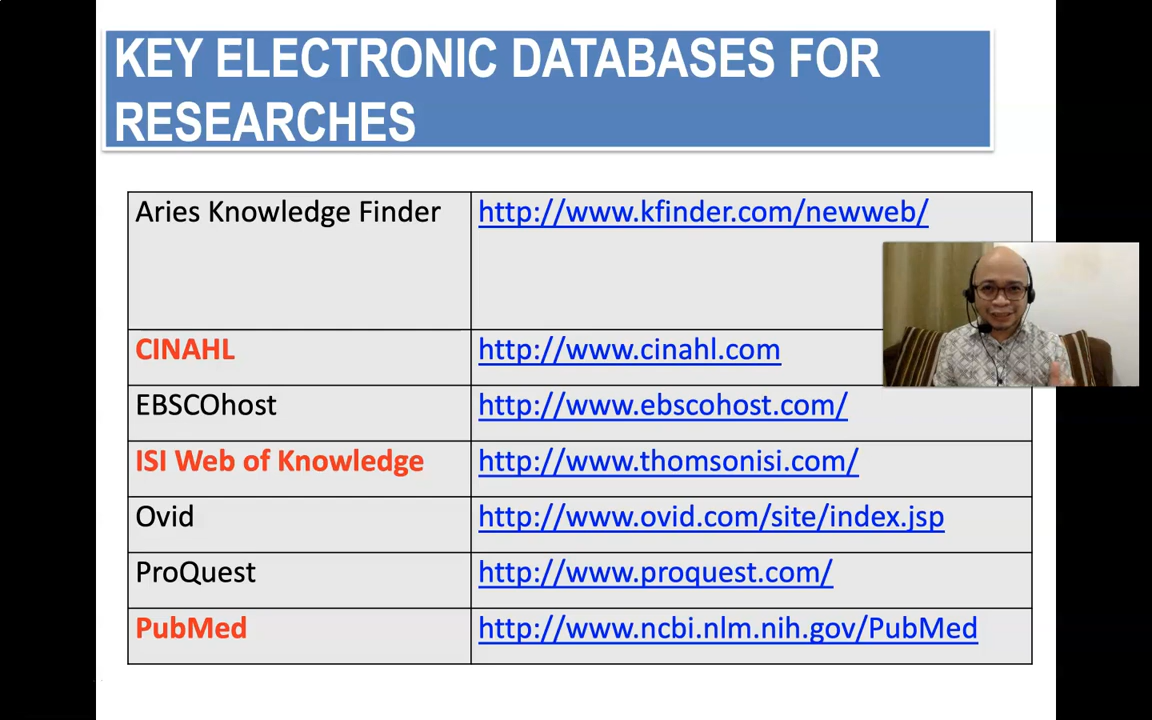 KEY ELECTRONIC DATABASES FOR
RESEARCHES
Aries Knowledge Finder http://www.kfinder.com/newweb/
CINAHL http://www.cinahl.com
EBSCOhost http://www.ebscohost.com/
ISI Web of Knowledge http://www.thomsonisi.com/
Ovid http://www.ovid.com/site/index.jsp
ProQuest http://www.proquest.com/
PubMed http://www.ncbi.nlm.nih.gov/PubMed